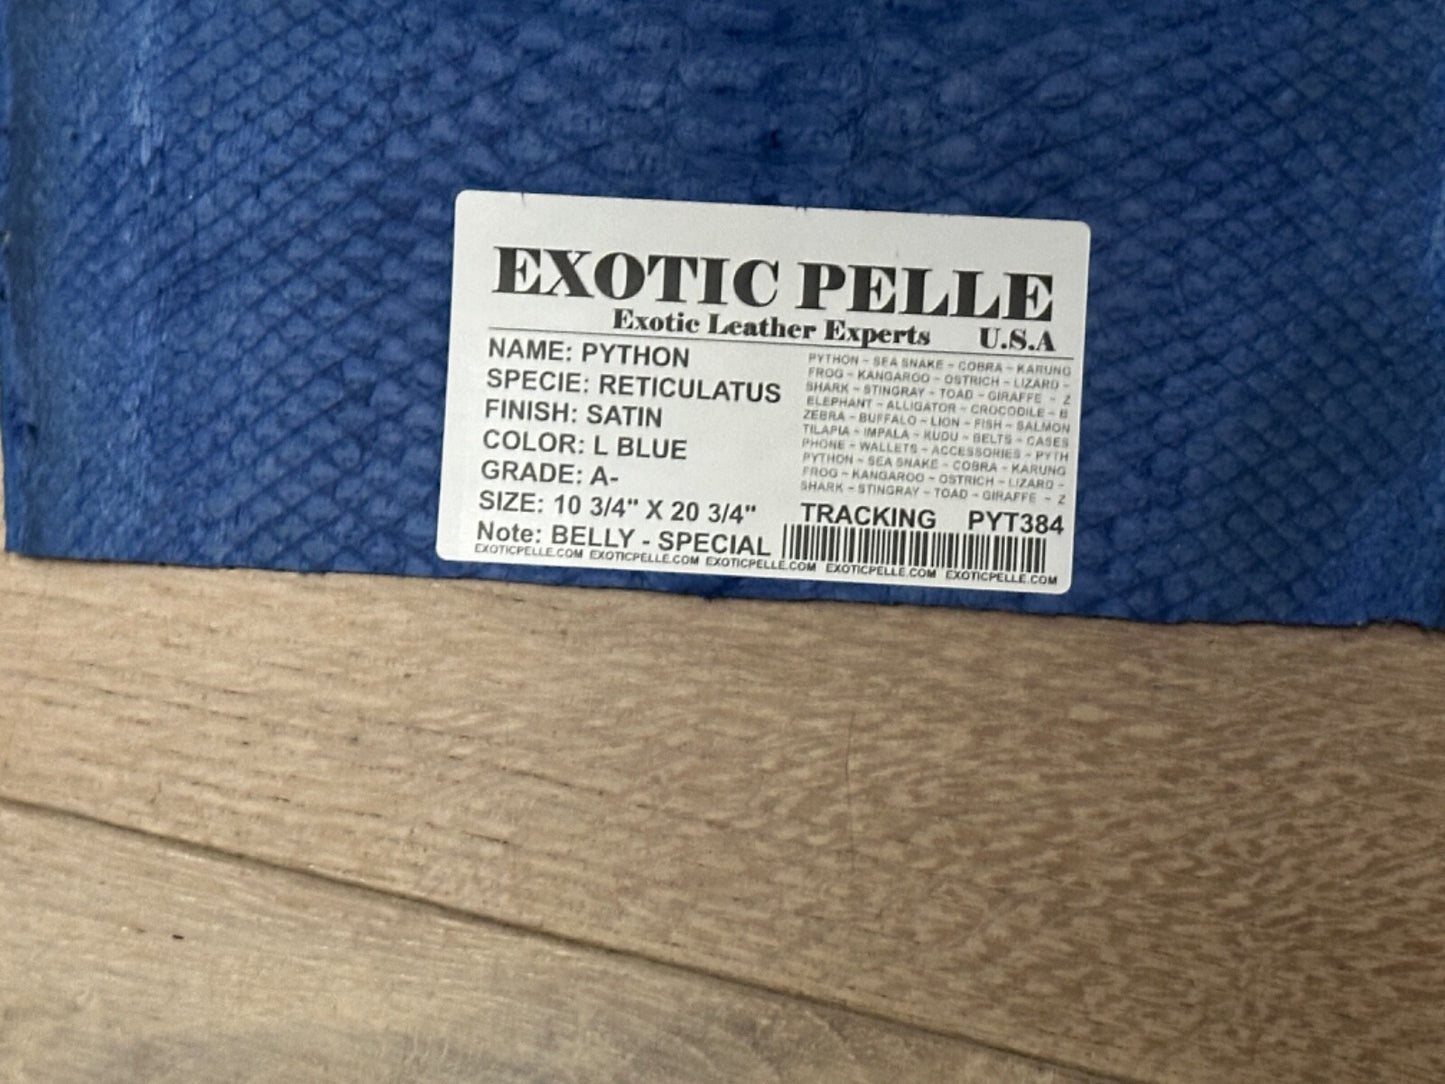 EXOTIC PELLE
Exotic Leather Experts U.S.A
NAME: PYTHON
SPECIE: RETICULATUS
FINISH: SATIN
COLOR: L BLUE
GRADE: A-
SIZE: 10 3/4" X 20 3/4"
Note: BELLY - SPECIAL
PYTHON ~ SEA SNAKE ~ COBRA ~ KARUNG
FROG ~ KANGAROO ~ OSTRICH ~ LIZARD ~
SHARK ~ STINGRAY ~ TOAD ~ GIRAFFE ~ Z
ELEPHANT ~ ALLIGATOR ~ CROCODILE ~ B
ZEBRA ~ BUFFALO ~ LION ~ FISH ~ SALMON
TILAPIA ~ IMPALA ~ KUDU ~ BELTS ~ CASES
PHONE ~ WALLETS ~ ACCESSORIES ~ PYTH
PYTHON ~ SEA SNAKE ~ COBRA ~ KARUNG
FROG ~ KANGAROO ~ OSTRICH ~ LIZARD ~
SHARK ~ STINGRAY ~ TOAD ~ GIRAFFE ~ Z
TRACKING PYT384
EXOTICPELLE.COM EXOTICPELLE.COM EXOTICPELLE.COM EXOTICPELLE.COM EXOTICPELLE.COM